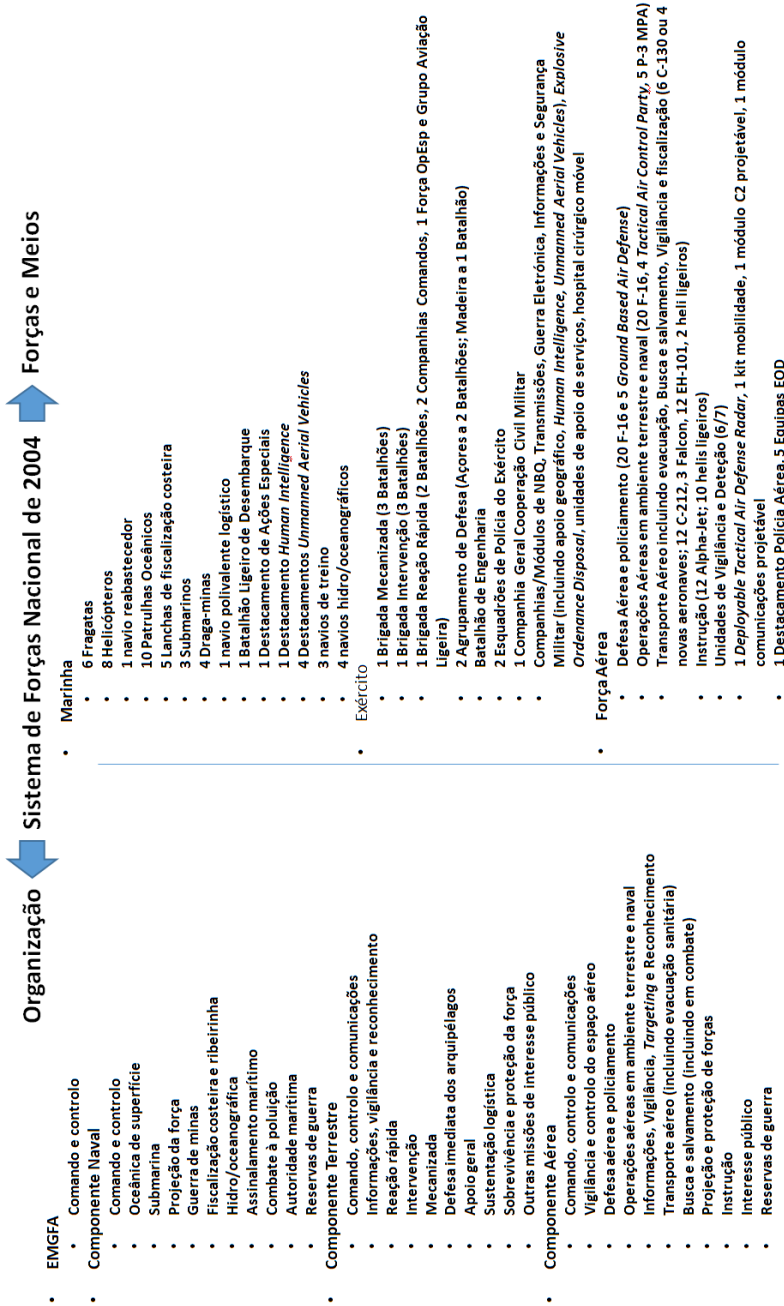 Organização Sistema de Forças Nacional de 2004 Forças e Meios
• EMGFA
• Comando e controlo
• Componente Naval
• Comando e controlo
• Oceânica de superfície
• Submarina
• Projeção da força
• Guerra de minas
• Fiscalização costeira e ribeirinha
• Hidro/oceanográfica
• Assinalamento marítimo
• Combate à poluição
• Autoridade marítima
• Reservas de guerra
• Componente Terrestre
• Comando, controlo e comunicações
• Informações, vigilância e reconhecimento
• Reação rápida
• Intervenção
• Mecanizada
• Defesa imediata dos arquipélagos
• Apoio geral
• Sustentação logística
• Sobrevivência e proteção da força
• Outras missões de interesse público
• Componente Aérea
• Comando, controlo e comunicações
• Vigilância e controlo do espaço aéreo
• Defesa aérea e policiamento
• Operações aéreas em ambiente terrestre e naval
• Informações, Vigilância, Targeting e Reconhecimento
• Transporte aéreo (incluindo evacuação sanitária)
• Busca e salvamento (incluindo em combate)
• Projeção e proteção de forças
• Instrução
• Interesse público
• Reservas de guerra
• Marinha
• 6 Fragatas
• 8 Helicópteros
• 1 navio reabastecedor
• 10 Patrulhas Oceânicos
• 5 Lanchas de fiscalização costeira
• 3 Submarinos
• 4 Draga-minas
• 1 navio polivalente logístico
• 1 Batalhão Ligeiro de Desembarque
• 1 Destacamento de Ações Especiais
• 1 Destacamento Human Intelligence
• 4 Destacamentos Unmanned Aerial Vehicles
• 3 navios de treino
• 4 navios hidro/oceanográficos
• Exército
• 1 Brigada Mecanizada (3 Batalhões)
• 1 Brigada Intervenção (3 Batalhões)
• 1 Brigada Reação Rápida (2 Batalhões, 2 Companhias Comandos, 1 Força OpEsp e Grupo Aviação
Ligeira)
• 2 Agrupamento de Defesa (Açores a 2 Batalhões; Madeira a 1 Batalhão)
• Batalhão de Engenharia
• 2 Esquadrões de Polícia do Exército
• 1 Companhia Geral Cooperação Civil Militar
• Companhias/Módulos de NBQ, Transmissões, Guerra Eletrónica, Informações e Segurança
Militar (incluindo apoio geográfico, Human Intelligence, Unmanned Aerial Vehicles), Explosive
Ordenance Disposal, unidades de apoio de serviços, hospital cirúrgico móvel
• Força Aérea
• Defesa Aérea e policiamento (20 F-16 e 5 Ground Based Air Defense)
• Operações Aéreas em ambiente terrestre e naval (20 F-16, 4 Tactical Air Control Party, 5 P-3 MPA)
• Transporte Aéreo incluindo evacuação, Busca e salvamento, Vigilância e fiscalização (6 C-130 ou 4
novas aeronaves; 12 C-212, 3 Falcon, 12 EH-101, 2 heli ligeiros)
• Instrução (12 Alpha-Jet; 10 helis ligeiros)
• Unidades de Vigilância e Deteção (6/7)
• 1 Deployable Tactical Air Defense Radar, 1 kit mobilidade, 1 módulo C2 projetável, 1 módulo
comunicações projetável
• 1 Destacamento Polícia Aérea, 5 Equipas EOD